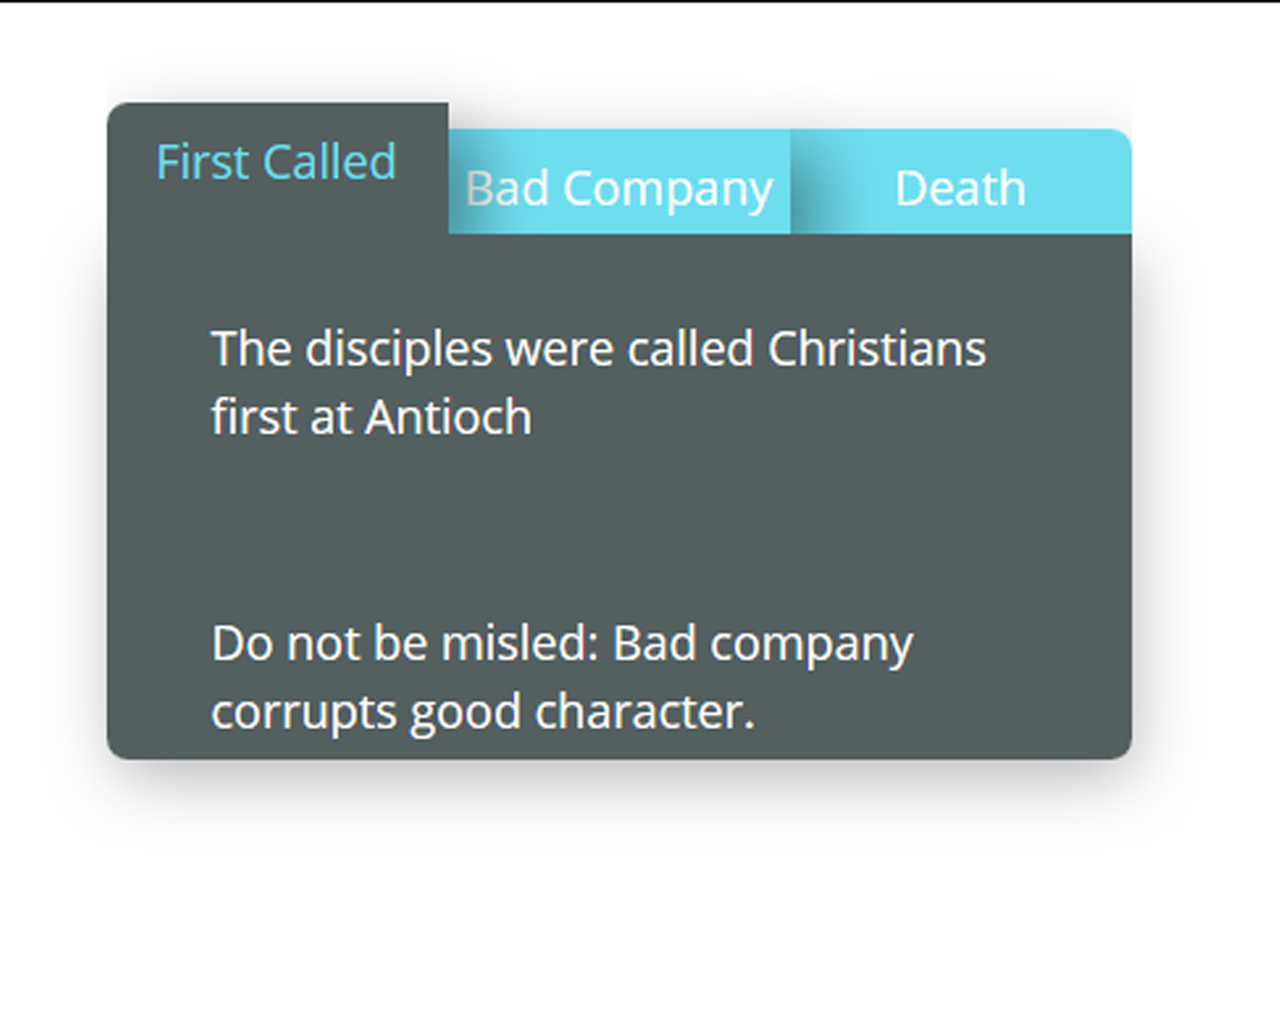 First Called
Bad Company
Death
The disciples were called Christians
first at Antioch
Do not be misled: Bad company
corrupts good character.